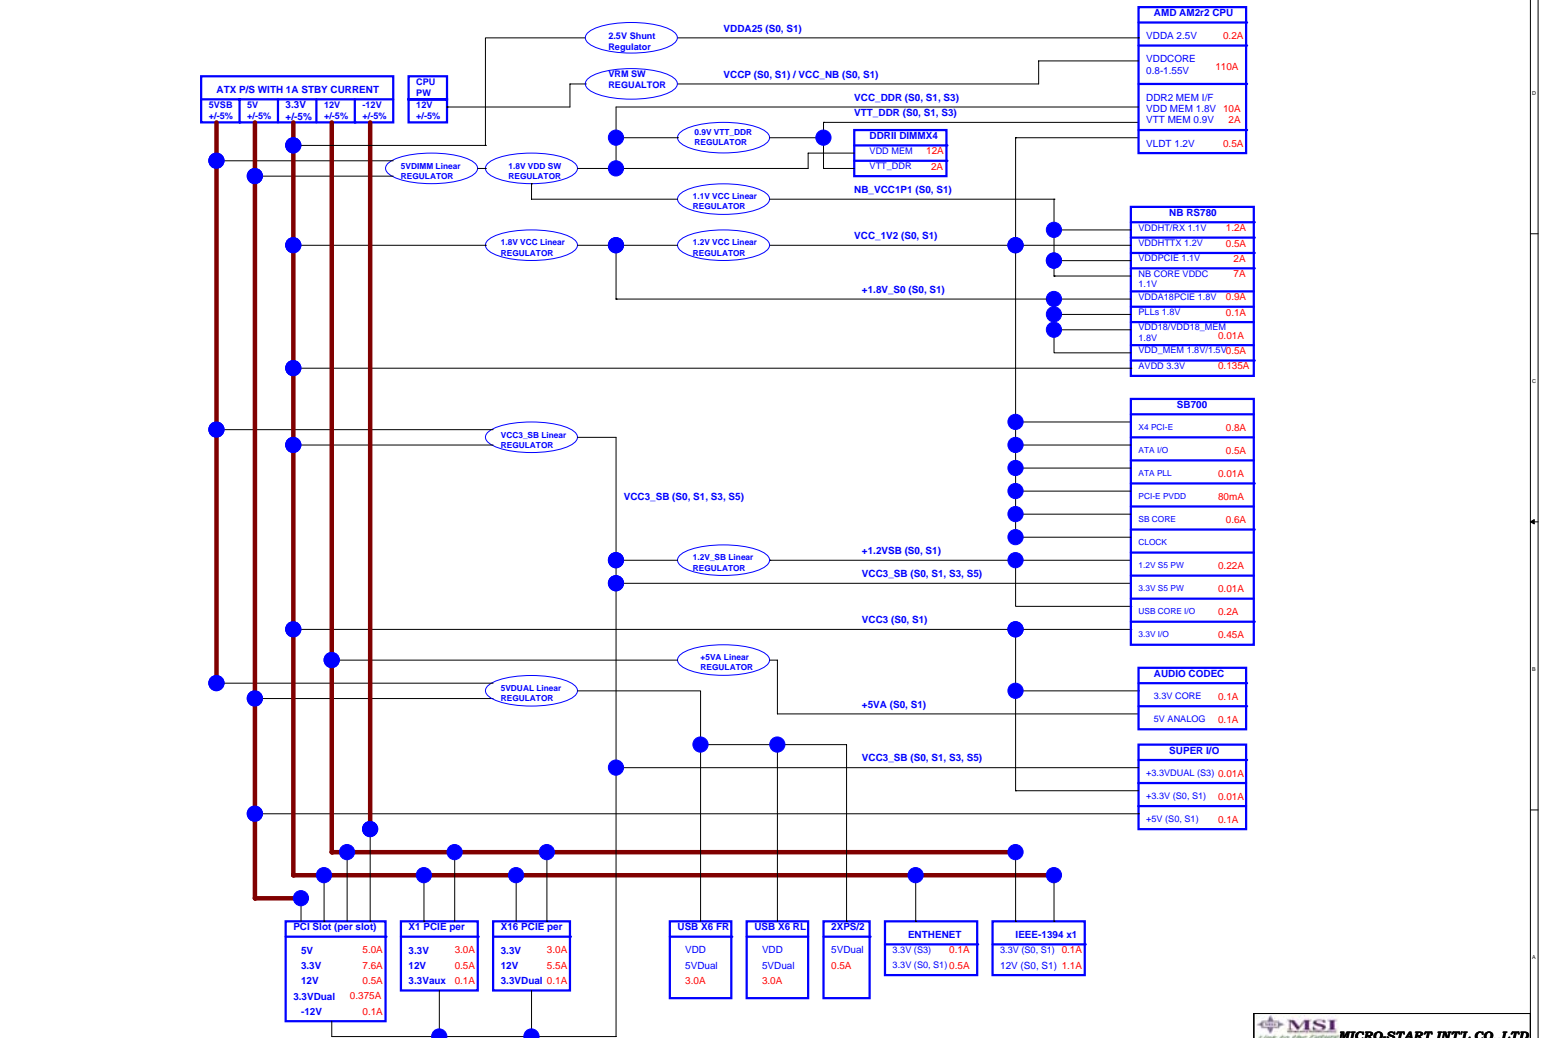 AMD AM2r2 CPU
VDDA 2.5V 0.2A
VDDCORE
0.8-1.55V 110A
DDR2 MEM I/F
VDD MEM 1.8V 10A
VTT MEM 0.9V 2A
VLDT 1.2V 0.5A
2.5V Shunt
Regulator
VDDA25 (S0, S1)
VRM SW
REGUALTOR
VCCP (S0, S1) / VCC_NB (S0, S1)
ATX P/S WITH 1A STBY CURRENT
5VSB
+/-5%
5V
+/-5%
3.3V
+/-5%
12V
+/-5%
-12V
+/-5%
CPU
PW
12V
+/-5%
VCC_DDR (S0, S1, S3)
VTT_DDR (S0, S1, S3)
0.9V VTT_DDR
REGULATOR
DDRII DIMMX4
VDD MEM 12A
VTT_DDR 2A
5VDIMM Linear
REGULATOR
1.8V VDD SW
REGULATOR
1.1V VCC Linear
REGULATOR
NB_VCC1P1 (S0, S1)
1.8V VCC Linear
REGULATOR
1.2V VCC Linear
REGULATOR
VCC_1V2 (S0, S1)
+1.8V_S0 (S0, S1)
NB RS780
VDDHT/RX 1.1V 1.2A
VDDHTTX 1.2V 0.5A
VDDPCIE 1.1V 2A
NB CORE VDDC
1.1V 7A
VDDA18PCIE 1.8V 0.9A
PLLs 1.8V 0.1A
VDD18/VDD18_MEM
1.8V 0.01A
VDD_MEM 1.8V/1.5V 0.5A
AVDD 3.3V 0.135A
SB700
X4 PCI-E 0.8A
ATA I/O 0.5A
ATA PLL 0.01A
PCI-E PVDD 80mA
SB CORE 0.6A
CLOCK
1.2V S5 PW 0.22A
3.3V S5 PW 0.01A
USB CORE I/O 0.2A
3.3V I/O 0.45A
VCC3_SB Linear
REGULATOR
VCC3_SB (S0, S1, S3, S5)
1.2V_SB Linear
REGULATOR
+1.2VSB (S0, S1)
VCC3_SB (S0, S1, S3, S5)
VCC3 (S0, S1)
+5VA Linear
REGULATOR
5VDUAL Linear
REGULATOR
+5VA (S0, S1)
AUDIO CODEC
3.3V CORE 0.1A
5V ANALOG 0.1A
VCC3_SB (S0, S1, S3, S5)
SUPER I/O
+3.3VDUAL (S3) 0.01A
+3.3V (S0, S1) 0.01A
+5V (S0, S1) 0.1A
PCI Slot (per slot)
5V 5.0A
3.3V 7.6A
12V 0.5A
3.3VDual 0.375A
-12V 0.1A
X1 PCIE per
3.3V 3.0A
12V 0.5A
3.3Vaux 0.1A
X16 PCIE per
3.3V 3.0A
12V 5.5A
3.3VDual 0.1A
USB X6 FR
VDD
5VDual
3.0A
USB X6 RL
VDD
5VDual
3.0A
2XPS/2
5VDual
0.5A
ENTHENET
3.3V (S3) 0.1A
3.3V (S0, S1) 0.5A
IEEE-1394 x1
3.3V (S0, S1) 0.1A
12V (S0, S1) 1.1A
D
C
B
A
MSI
MICRO-START INT'L CO.,LTD